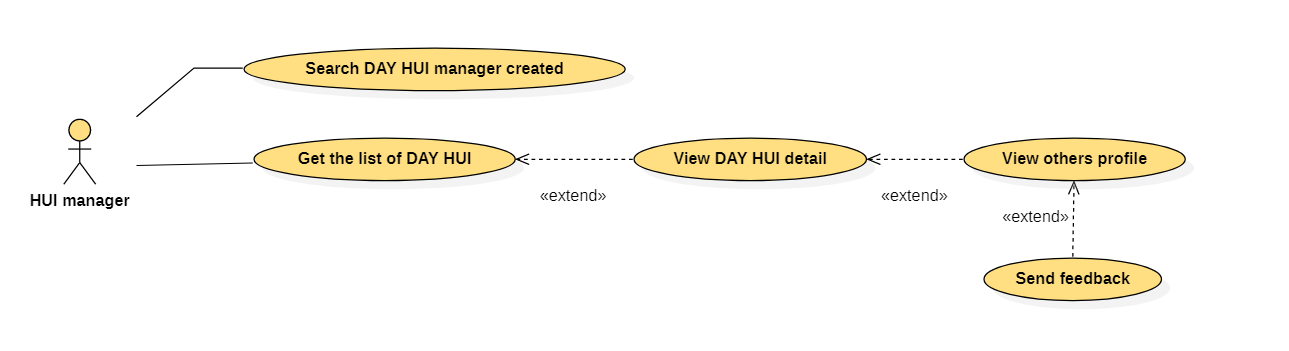 Search DAY HUI manager created
HUI manager
Get the list of DAY HUI
«extend»
View DAY HUI detail
«extend»
View others profile
«extend»
Send feedback